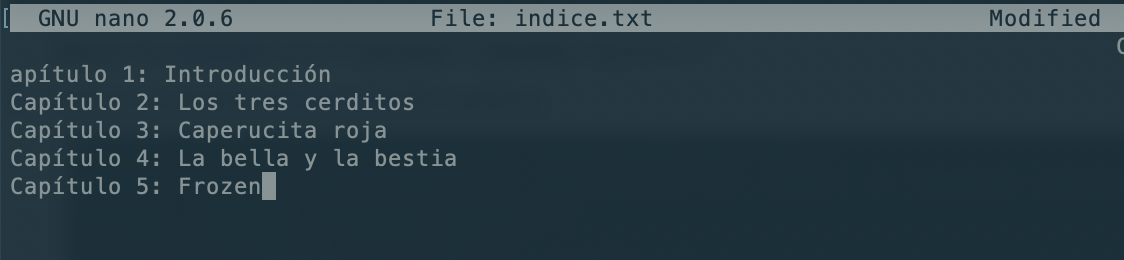 [ GNU nano 2.0.6 File: indice.txt Modified
C
apítulo 1: Introducción
Capítulo 2: Los tres cerditos
Capítulo 3: Caperucita roja
Capítulo 4: La bella y la bestia
Capítulo 5: Frozen